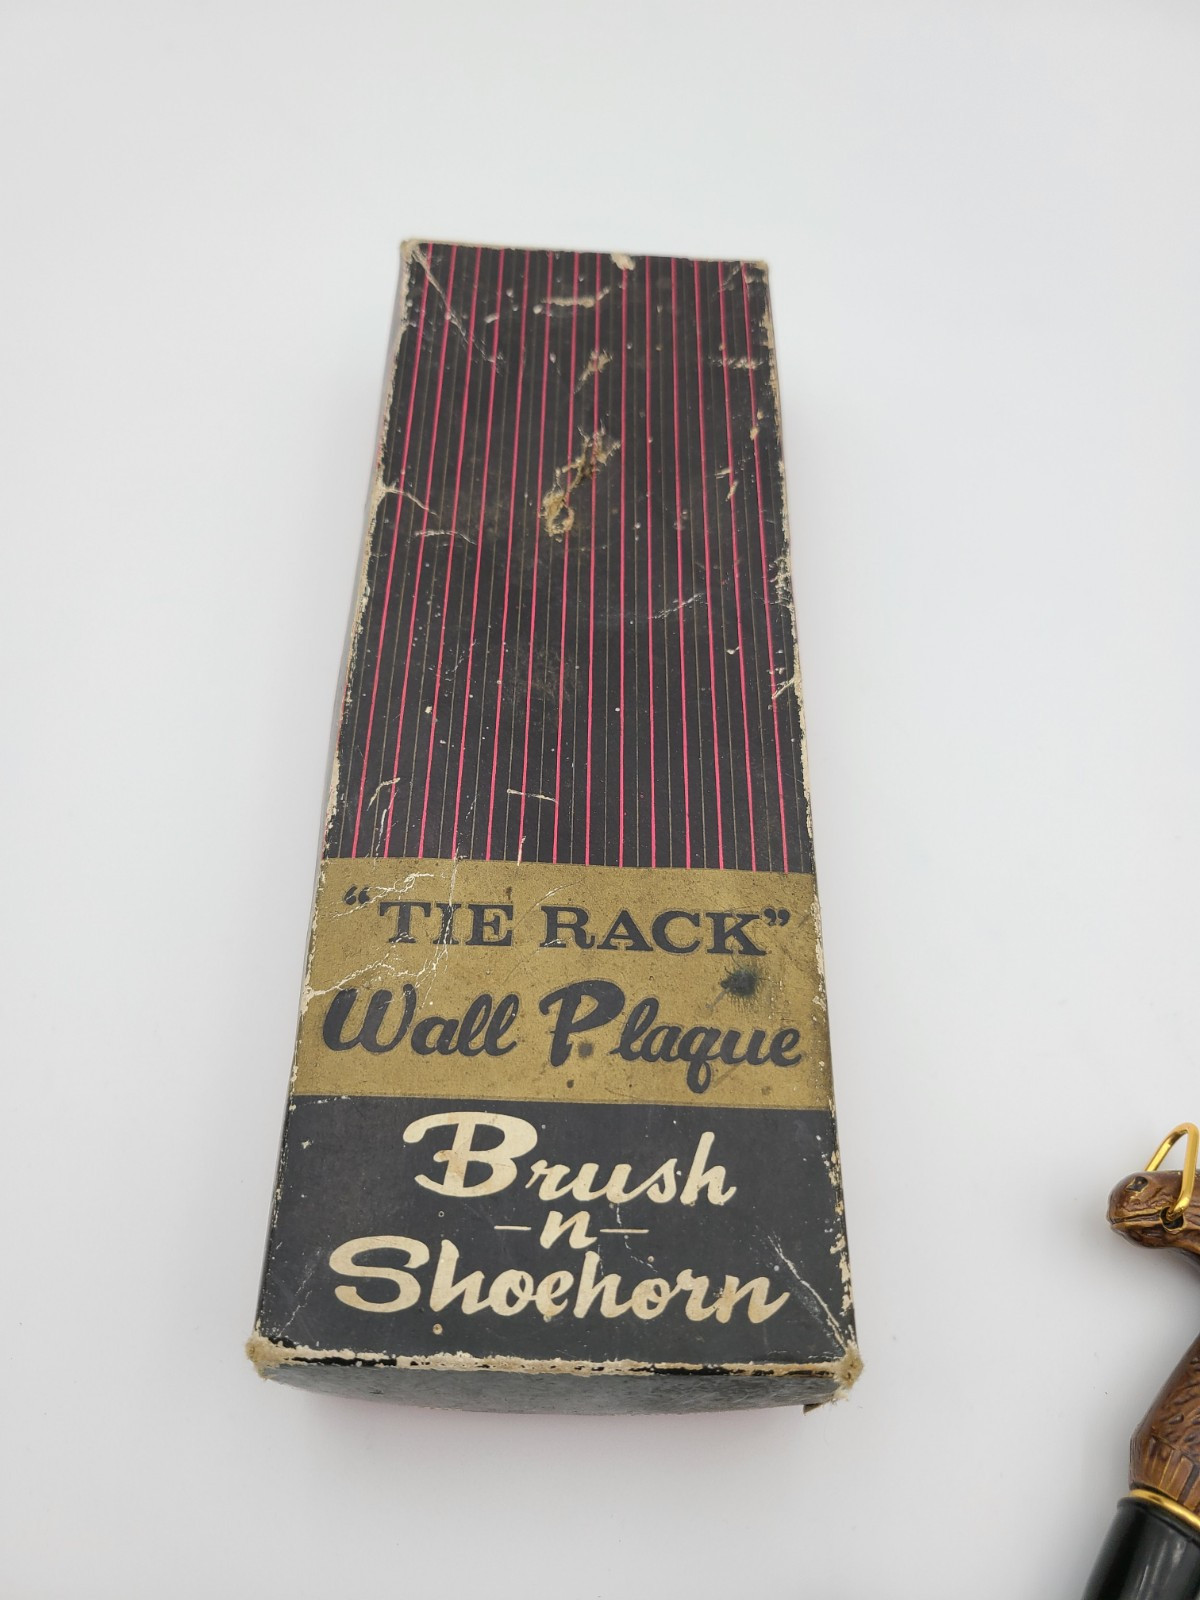 “TIE RACK”
Wall Plaque
Brush
-n-
Shoehorn